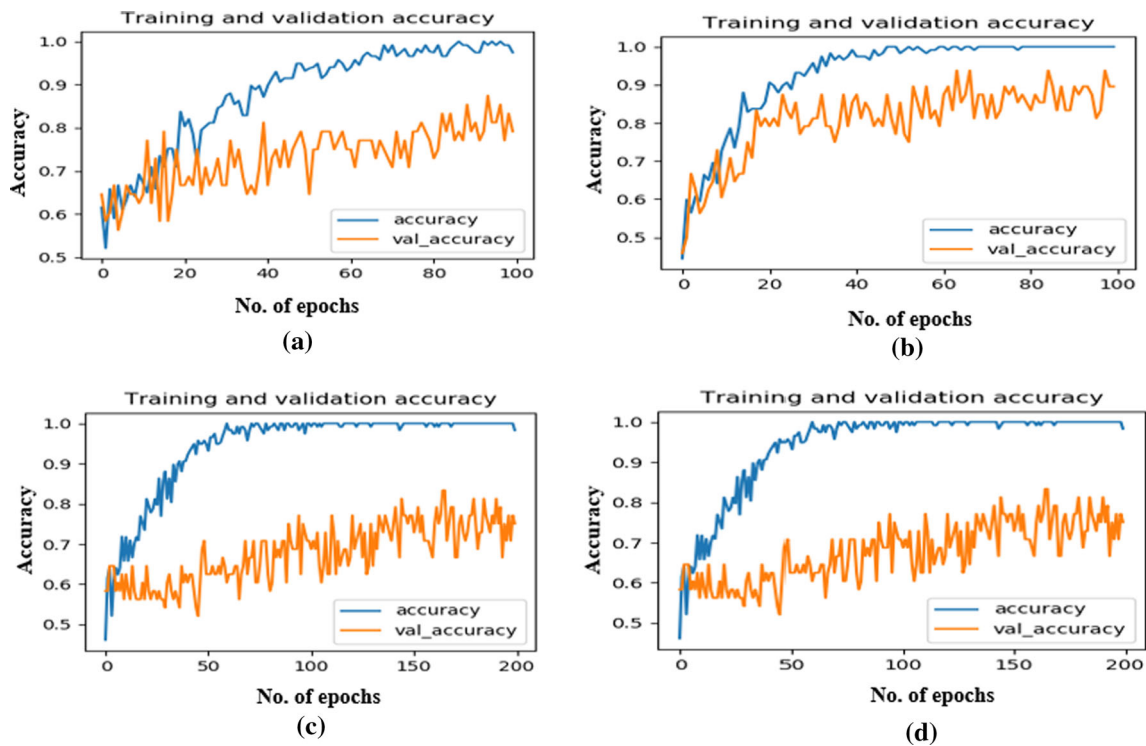 Training and validation accuracy
1.0
0.9
0.8
0.7
0.6
0.5
Accuracy
accuracy
val_accuracy
0 20 40 60 80 100
No. of epochs
(a)
Training and validation accuracy
1.0
0.9
0.8
0.7
0.6
0.5
Accuracy
accuracy
val_accuracy
0 20 40 60 80 100
No. of epochs
(b)
Training and validation accuracy
1.0
0.9
0.8
0.7
0.6
0.5
Accuracy
accuracy
val_accuracy
0 50 100 150 200
No. of epochs
(c)
Training and validation accuracy
1.0
0.9
0.8
0.7
0.6
0.5
Accuracy
accuracy
val_accuracy
0 50 100 150 200
No. of epochs
(d)